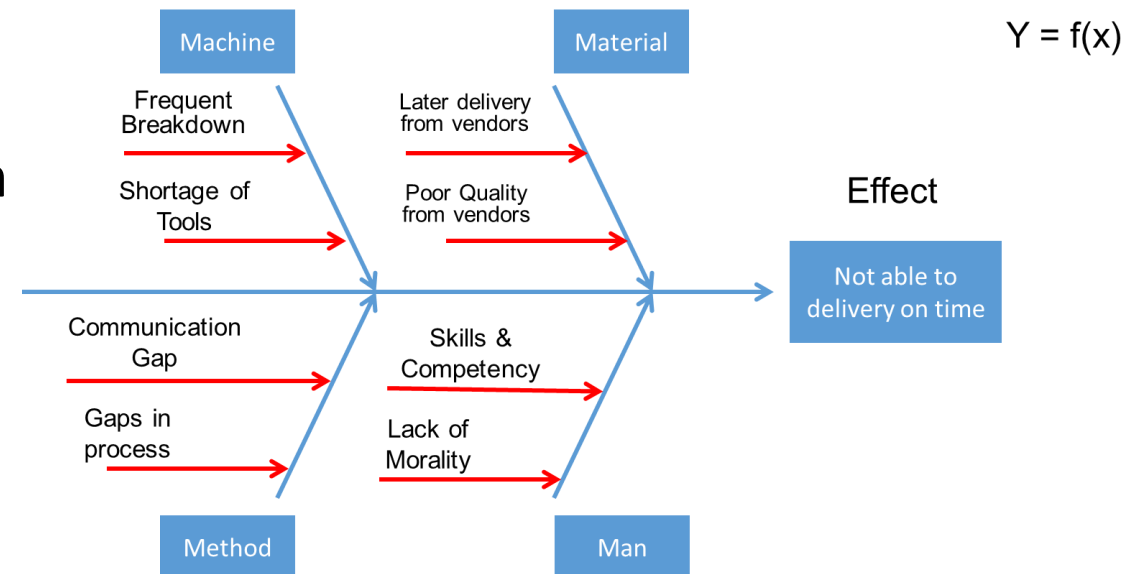 Machine
Material
Y = f(x)
Frequent
Breakdown
Later delivery
from vendors
Shortage of
Tools
Poor Quality
from vendors
Effect
Not able to
delivery on time
Communication
Gap
Skills &
Competency
Gaps in
process
Lack of
Morality
Method
Man